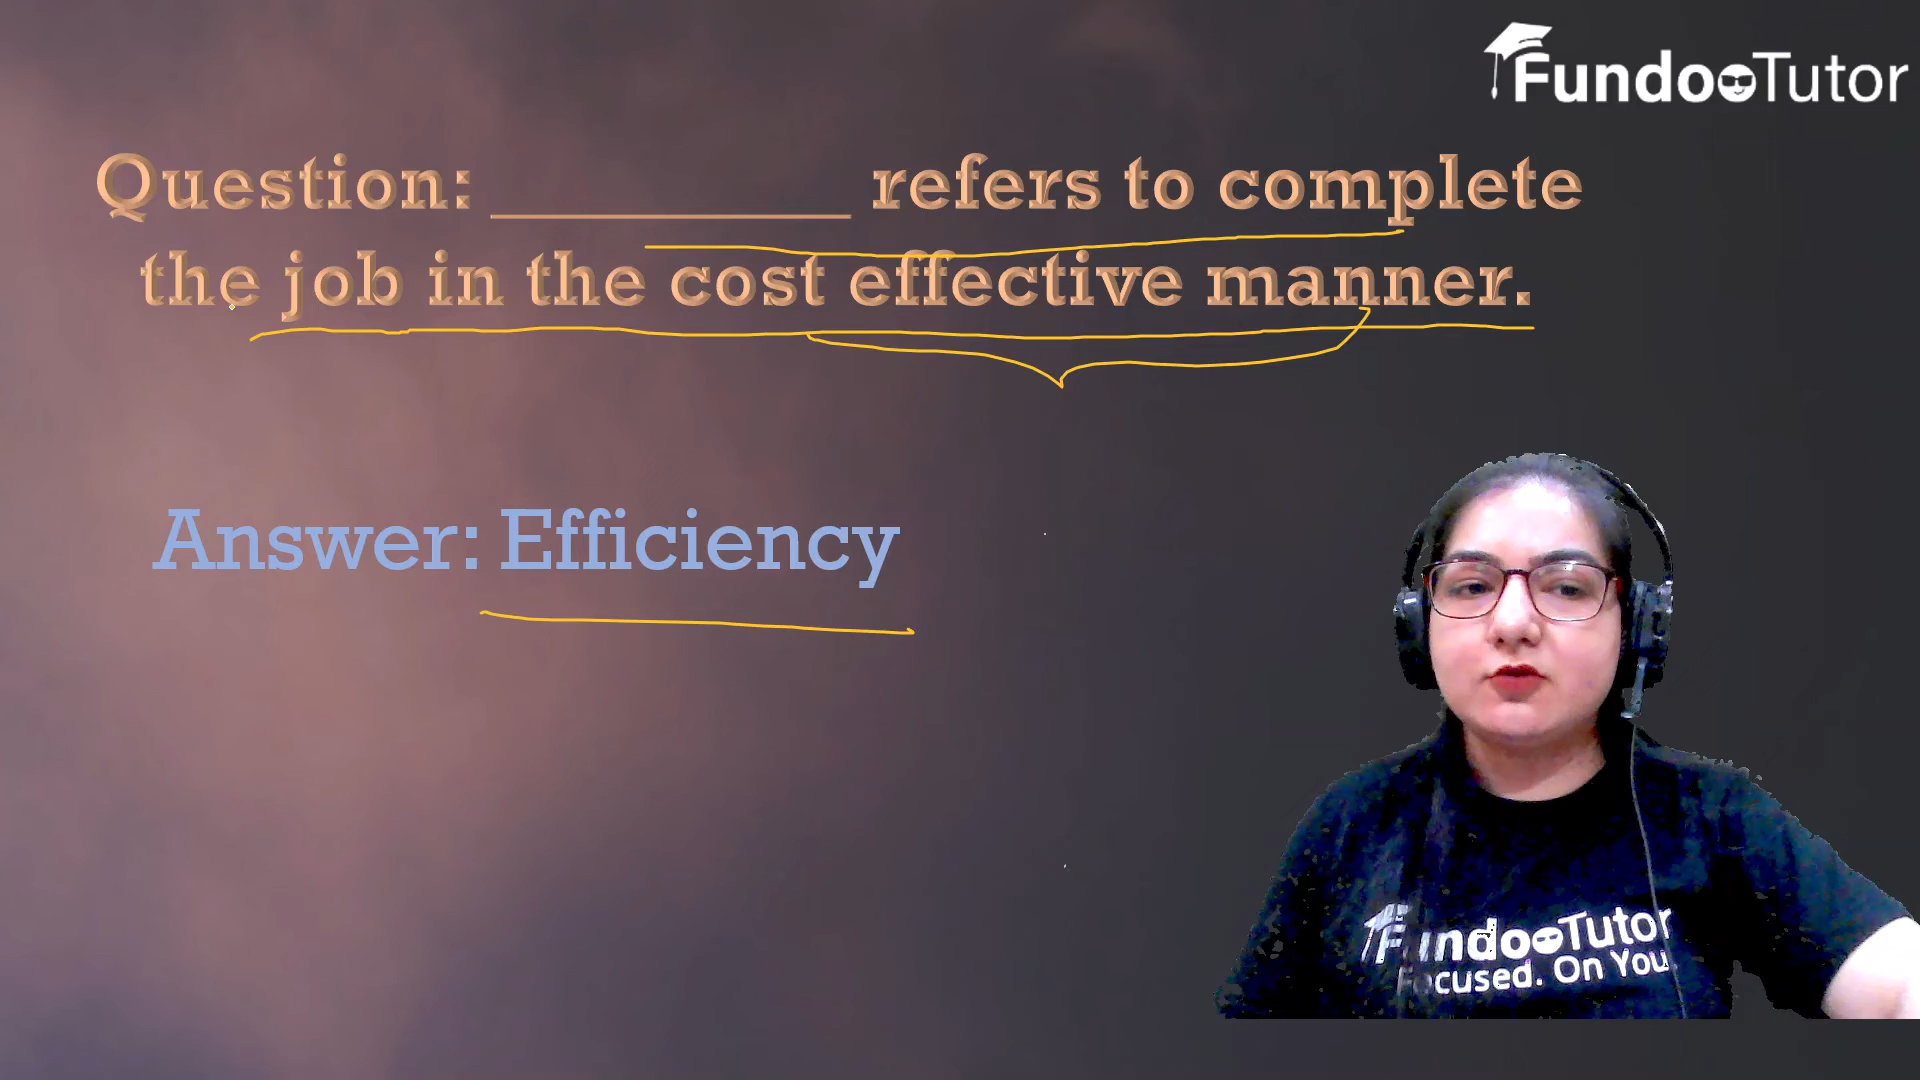 FundooTutor
Question: __________ refers to complete
the job in the cost effective manner.
Answer: Efficiency
FundooTutor
Focused. On You